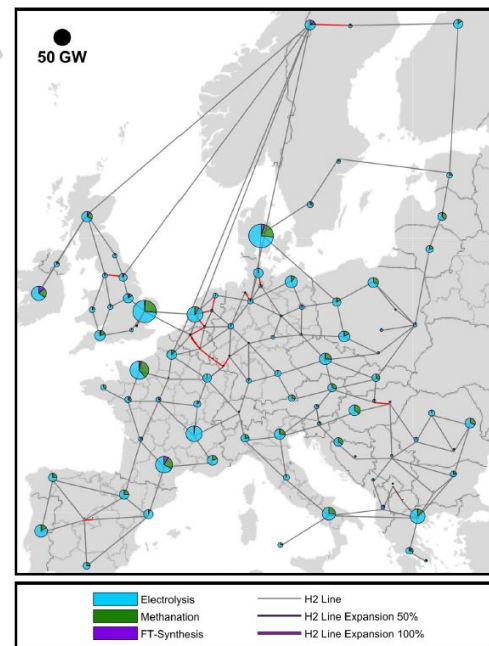 50 GW
Electrolysis
Methanation
FT-Synthesis
H2 Line
H2 Line Expansion 50%
H2 Line Expansion 100%